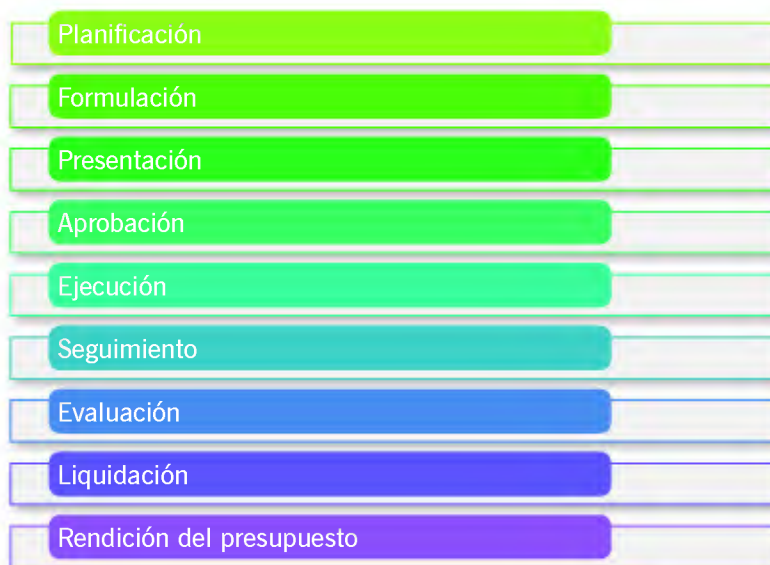 Planificación
Formulación
Presentación
Aprobación
Ejecución
Seguimiento
Evaluación
Liquidación
Rendición del presupuesto